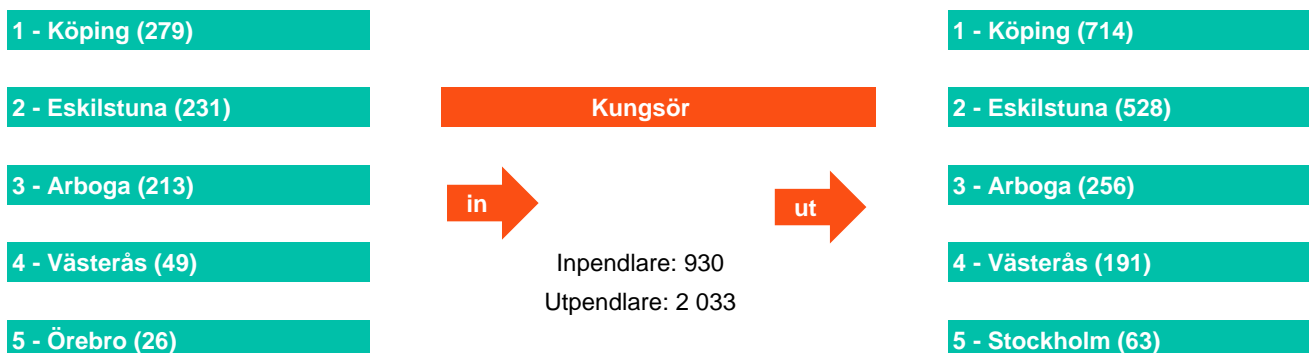 1 - Köping (279)
2 - Eskilstuna (231)
3 - Arboga (213)
4 - Västerås (49)
5 - Örebro (26)
Kungsör
in
ut
Inpendlare: 930
Utpendlare: 2 033
1 - Köping (714)
2 - Eskilstuna (528)
3 - Arboga (256)
4 - Västerås (191)
5 - Stockholm (63)